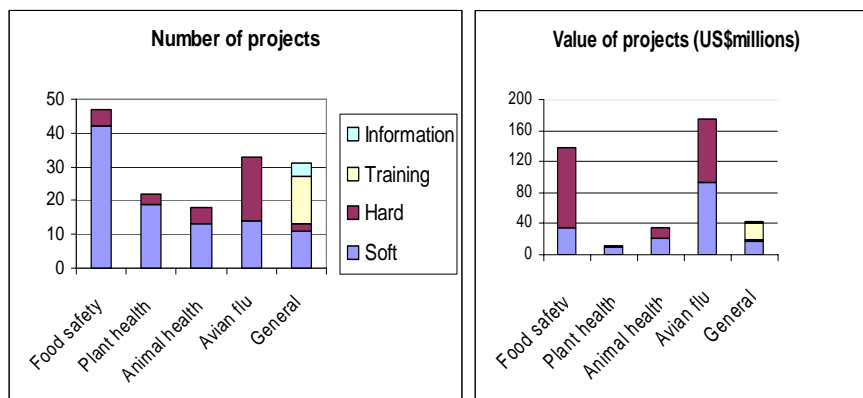 Number of projects
50
40
30
20
10
0
Food safety
Plant health
Animal health
Avian flu
General
Information
Training
Hard
Soft
Value of projects (US$millions)
200
160
120
80
40
0
Food safety
Plant health
Animal health
Avian flu
General